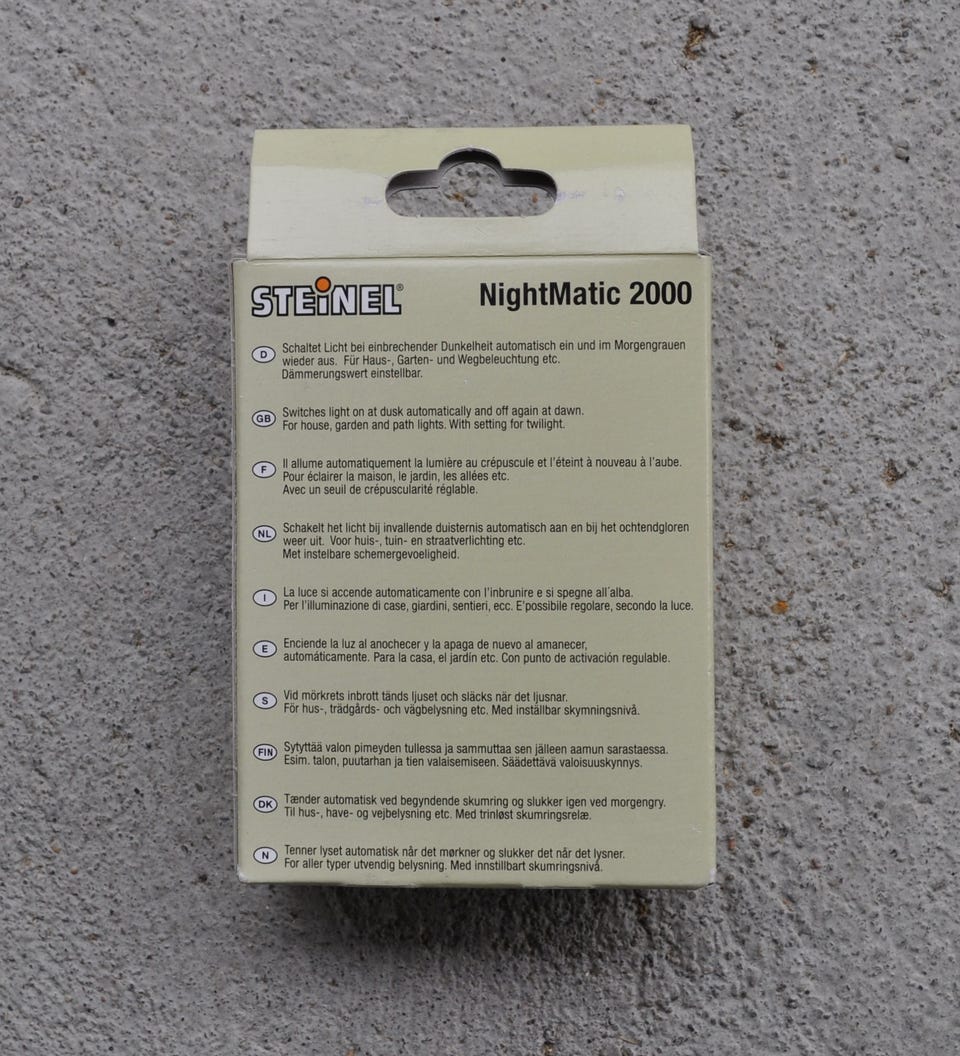 STEiNEL®
NightMatic 2000
D
Schaltet Licht bei einbrechender Dunkelheit automatisch ein und im Morgengrauen
wieder aus. Für Haus-, Garten- und Wegbeleuchtung etc.
Dämmerungswert einstellbar.
GB
Switches light on at dusk automatically and off again at dawn.
For house, garden and path lights. With setting for twilight.
F
Il allume automatiquement la lumière au crépuscule et l'éteint à nouveau à l'aube.
Pour éclairer la maison, le jardin, les allées etc.
Avec un seuil de crépuscularité réglable.
NL
Schakelt het licht bij invallende duisternis automatisch aan en bij het ochtendgloren
weer uit. Voor huis-, tuin- en straatverlichting etc.
Met instelbare schemergevoeligheid.
I
La luce si accende automaticamente con l'inbrunire e si spegne all´alba.
Per l'illuminazione di case, giardini, sentieri, ecc. E'possibile regolare, secondo la luce.
E
Enciende la luz al anochecer y la apaga de nuevo al amanecer,
automáticamente. Para la casa, el jardín etc. Con punto de activación regulable.
S
Vid mörkrets inbrott tänds ljuset och släcks när det ljusnar.
För hus-, trädgårds- och vägbelysning etc. Med inställbar skymningsnivå.
FIN
Sytyttää valon pimeyden tullessa ja sammuttaa sen jälleen aamun sarastaessa.
Esim. talon, puutarhan ja tien valaisemiseen. Säädettävä valoisuuskynnys.
DK
Tænder automatisk ved begyndende skumring og slukker igen ved morgengry.
Til hus-, have- og vejbelysning etc. Med trinløst skumringsrelæ.
N
Tenner lyset automatisk når det mørkner og slukker det når det lysner.
For aller typer utvendig belysning. Med innstillbart skumringsnivå.